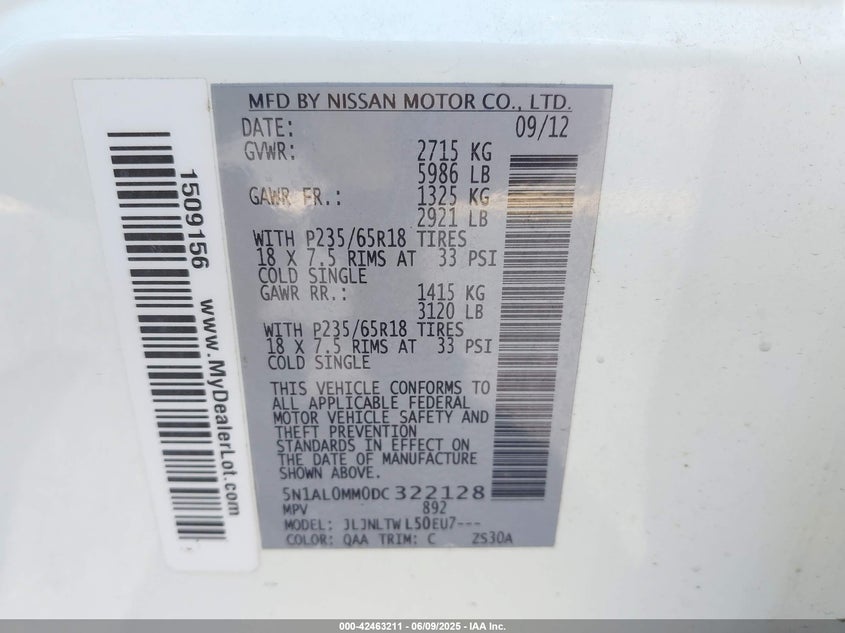 MFD BY NISSAN MOTOR CO., LTD.
DATE: 09/12
GVWR: 2715 KG
5986 LB
GAWR FR.: 1325 KG
2921 LB
WITH P235/65R18 TIRES
18 X 7.5 RIMS AT 33 PSI
COLD SINGLE
GAWR RR.: 1415 KG
3120 LB
WITH P235/65R18 TIRES
18 X 7.5 RIMS AT 33 PSI
COLD SINGLE
THIS VEHICLE CONFORMS TO
ALL APPLICABLE FEDERAL
MOTOR VEHICLE SAFETY AND
THEFT PREVENTION
STANDARDS IN EFFECT ON
THE DATE OF MANUFACTURE
SHOWN ABOVE.
5N1AL0MM0DC322128
MPV 892
MODEL: JLJNLTWL50EU7---
COLOR: QAA TRIM: C ZS30A
1509156 www.MyDealerLot.com
000-42463211 - 06/09/2025 - IAA Inc.